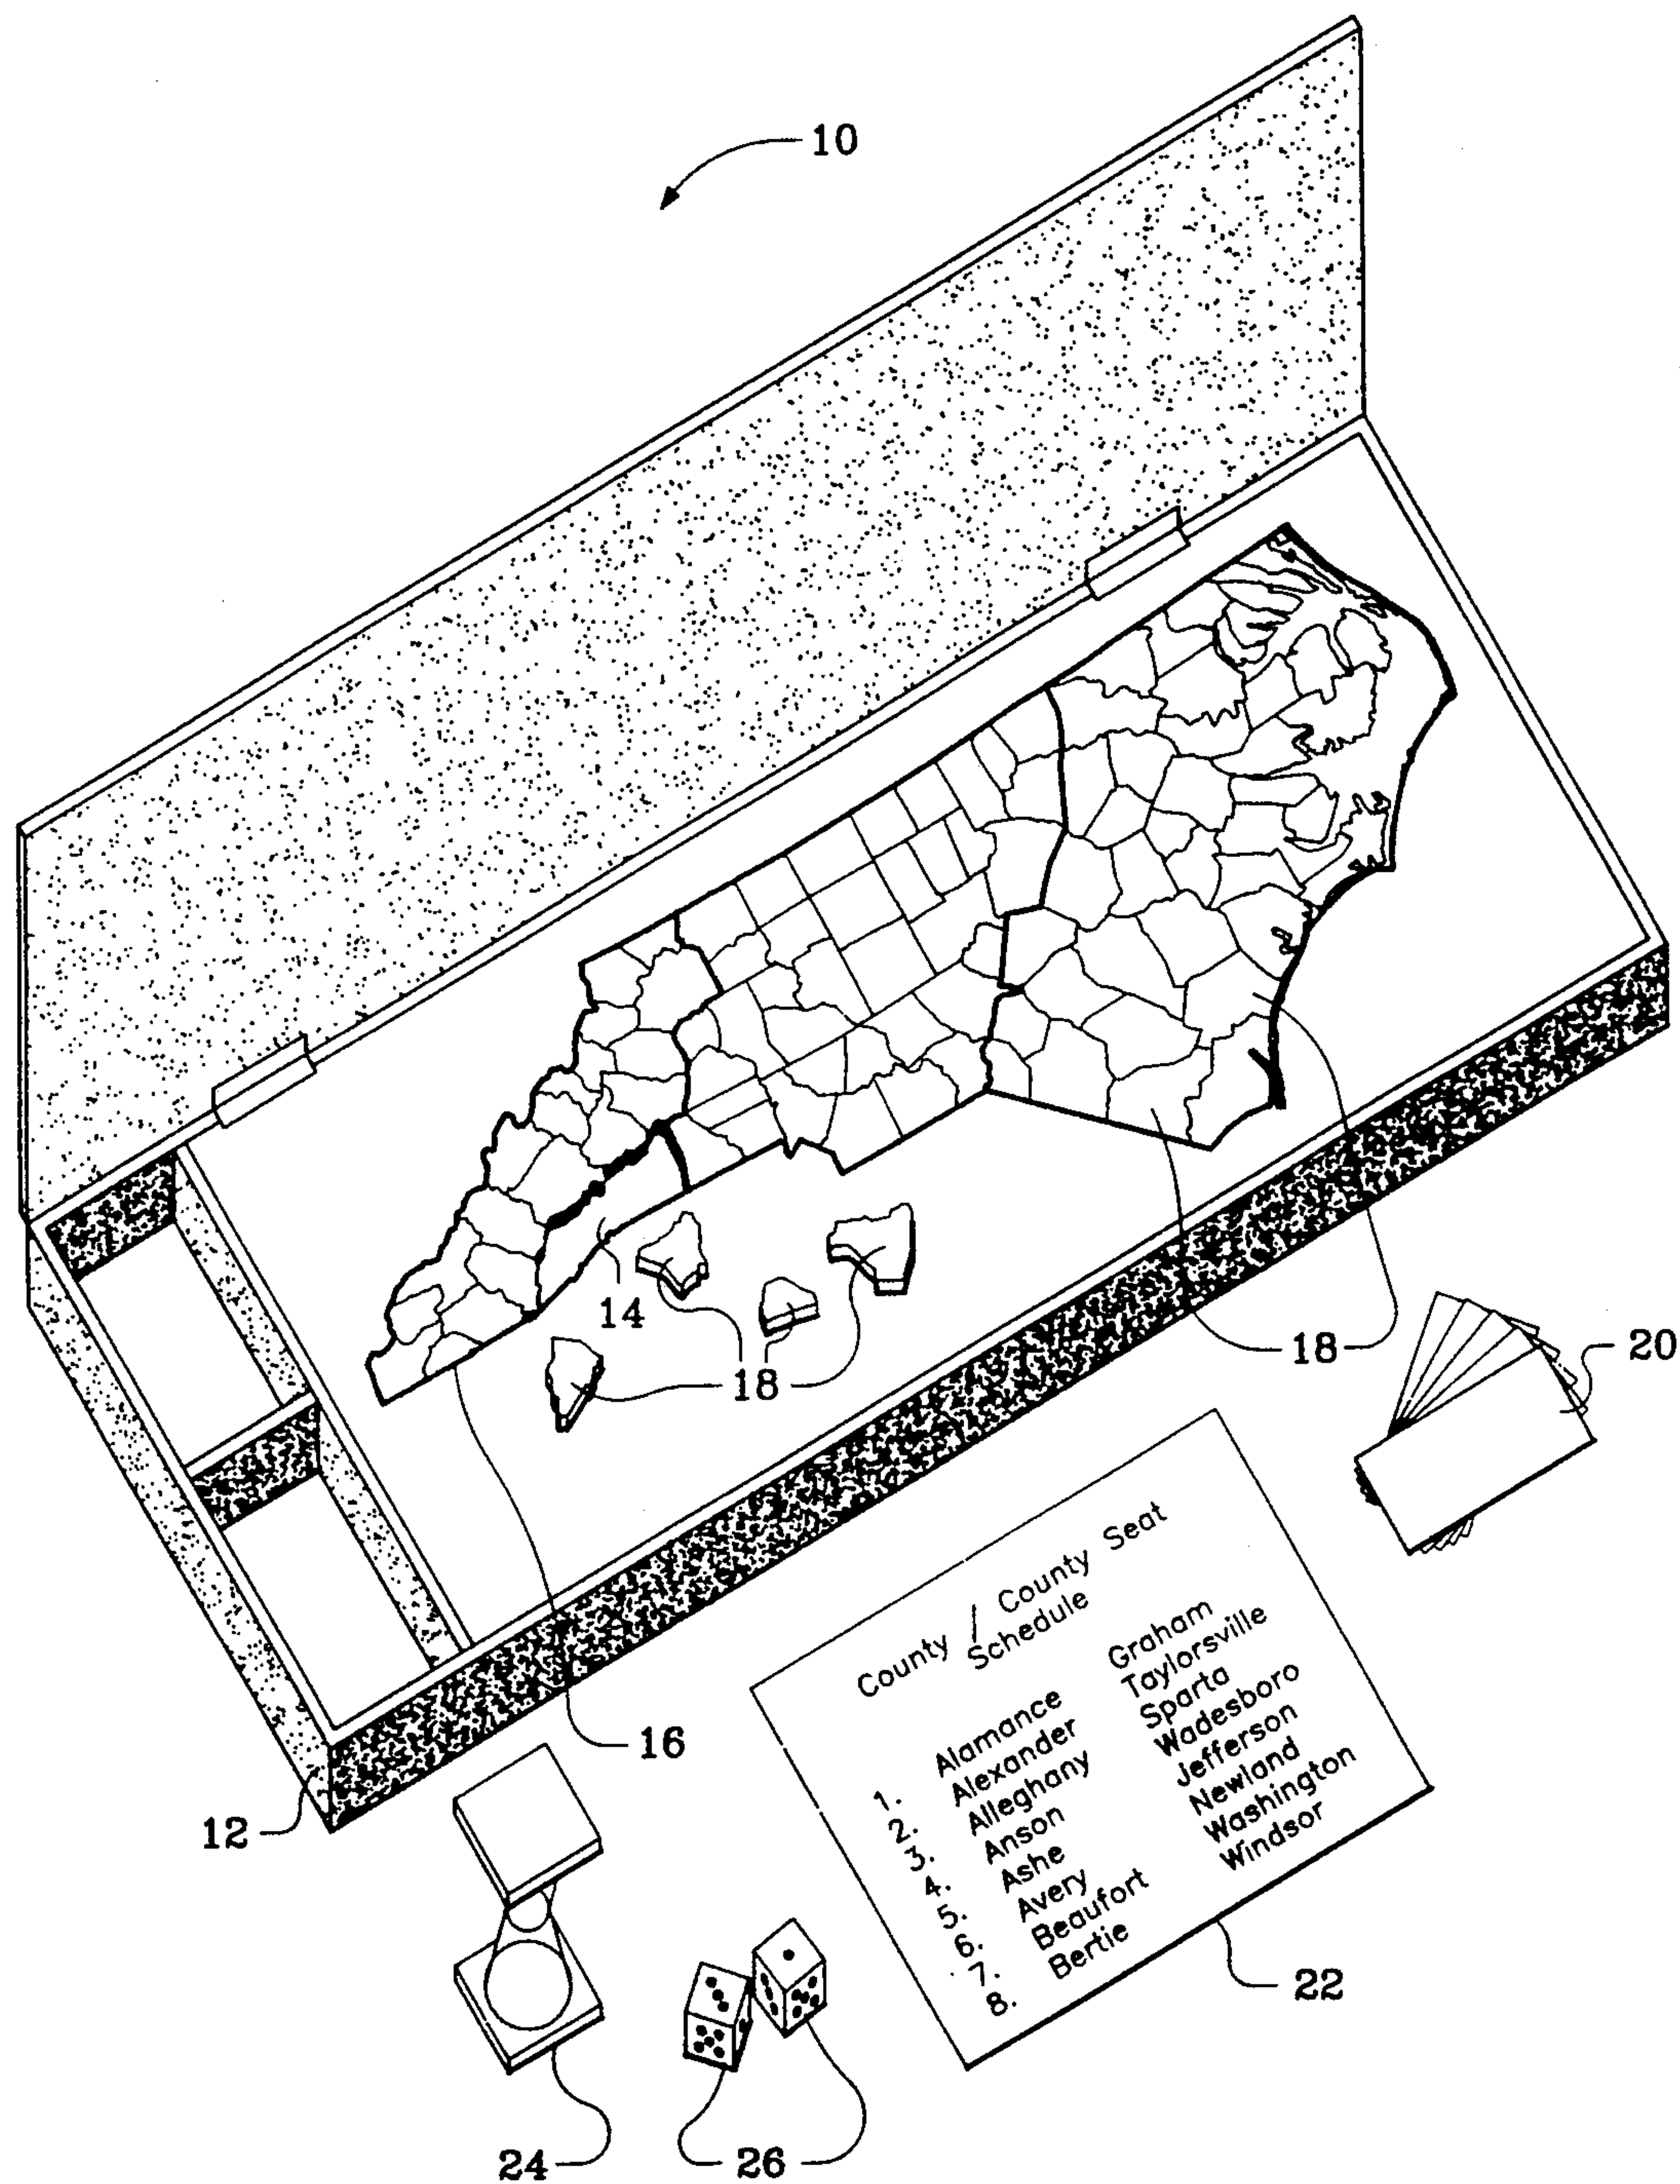 10
14
18
18
20
16
12
County / County Seat
Schedule
1. Alamance Graham
2. Alexander Taylorsville
3. Alleghany Sparta
4. Anson Wadesboro
5. Ashe Jefferson
6. Avery Newland
7. Beaufort Washington
8. Bertie Windsor
22
24
26